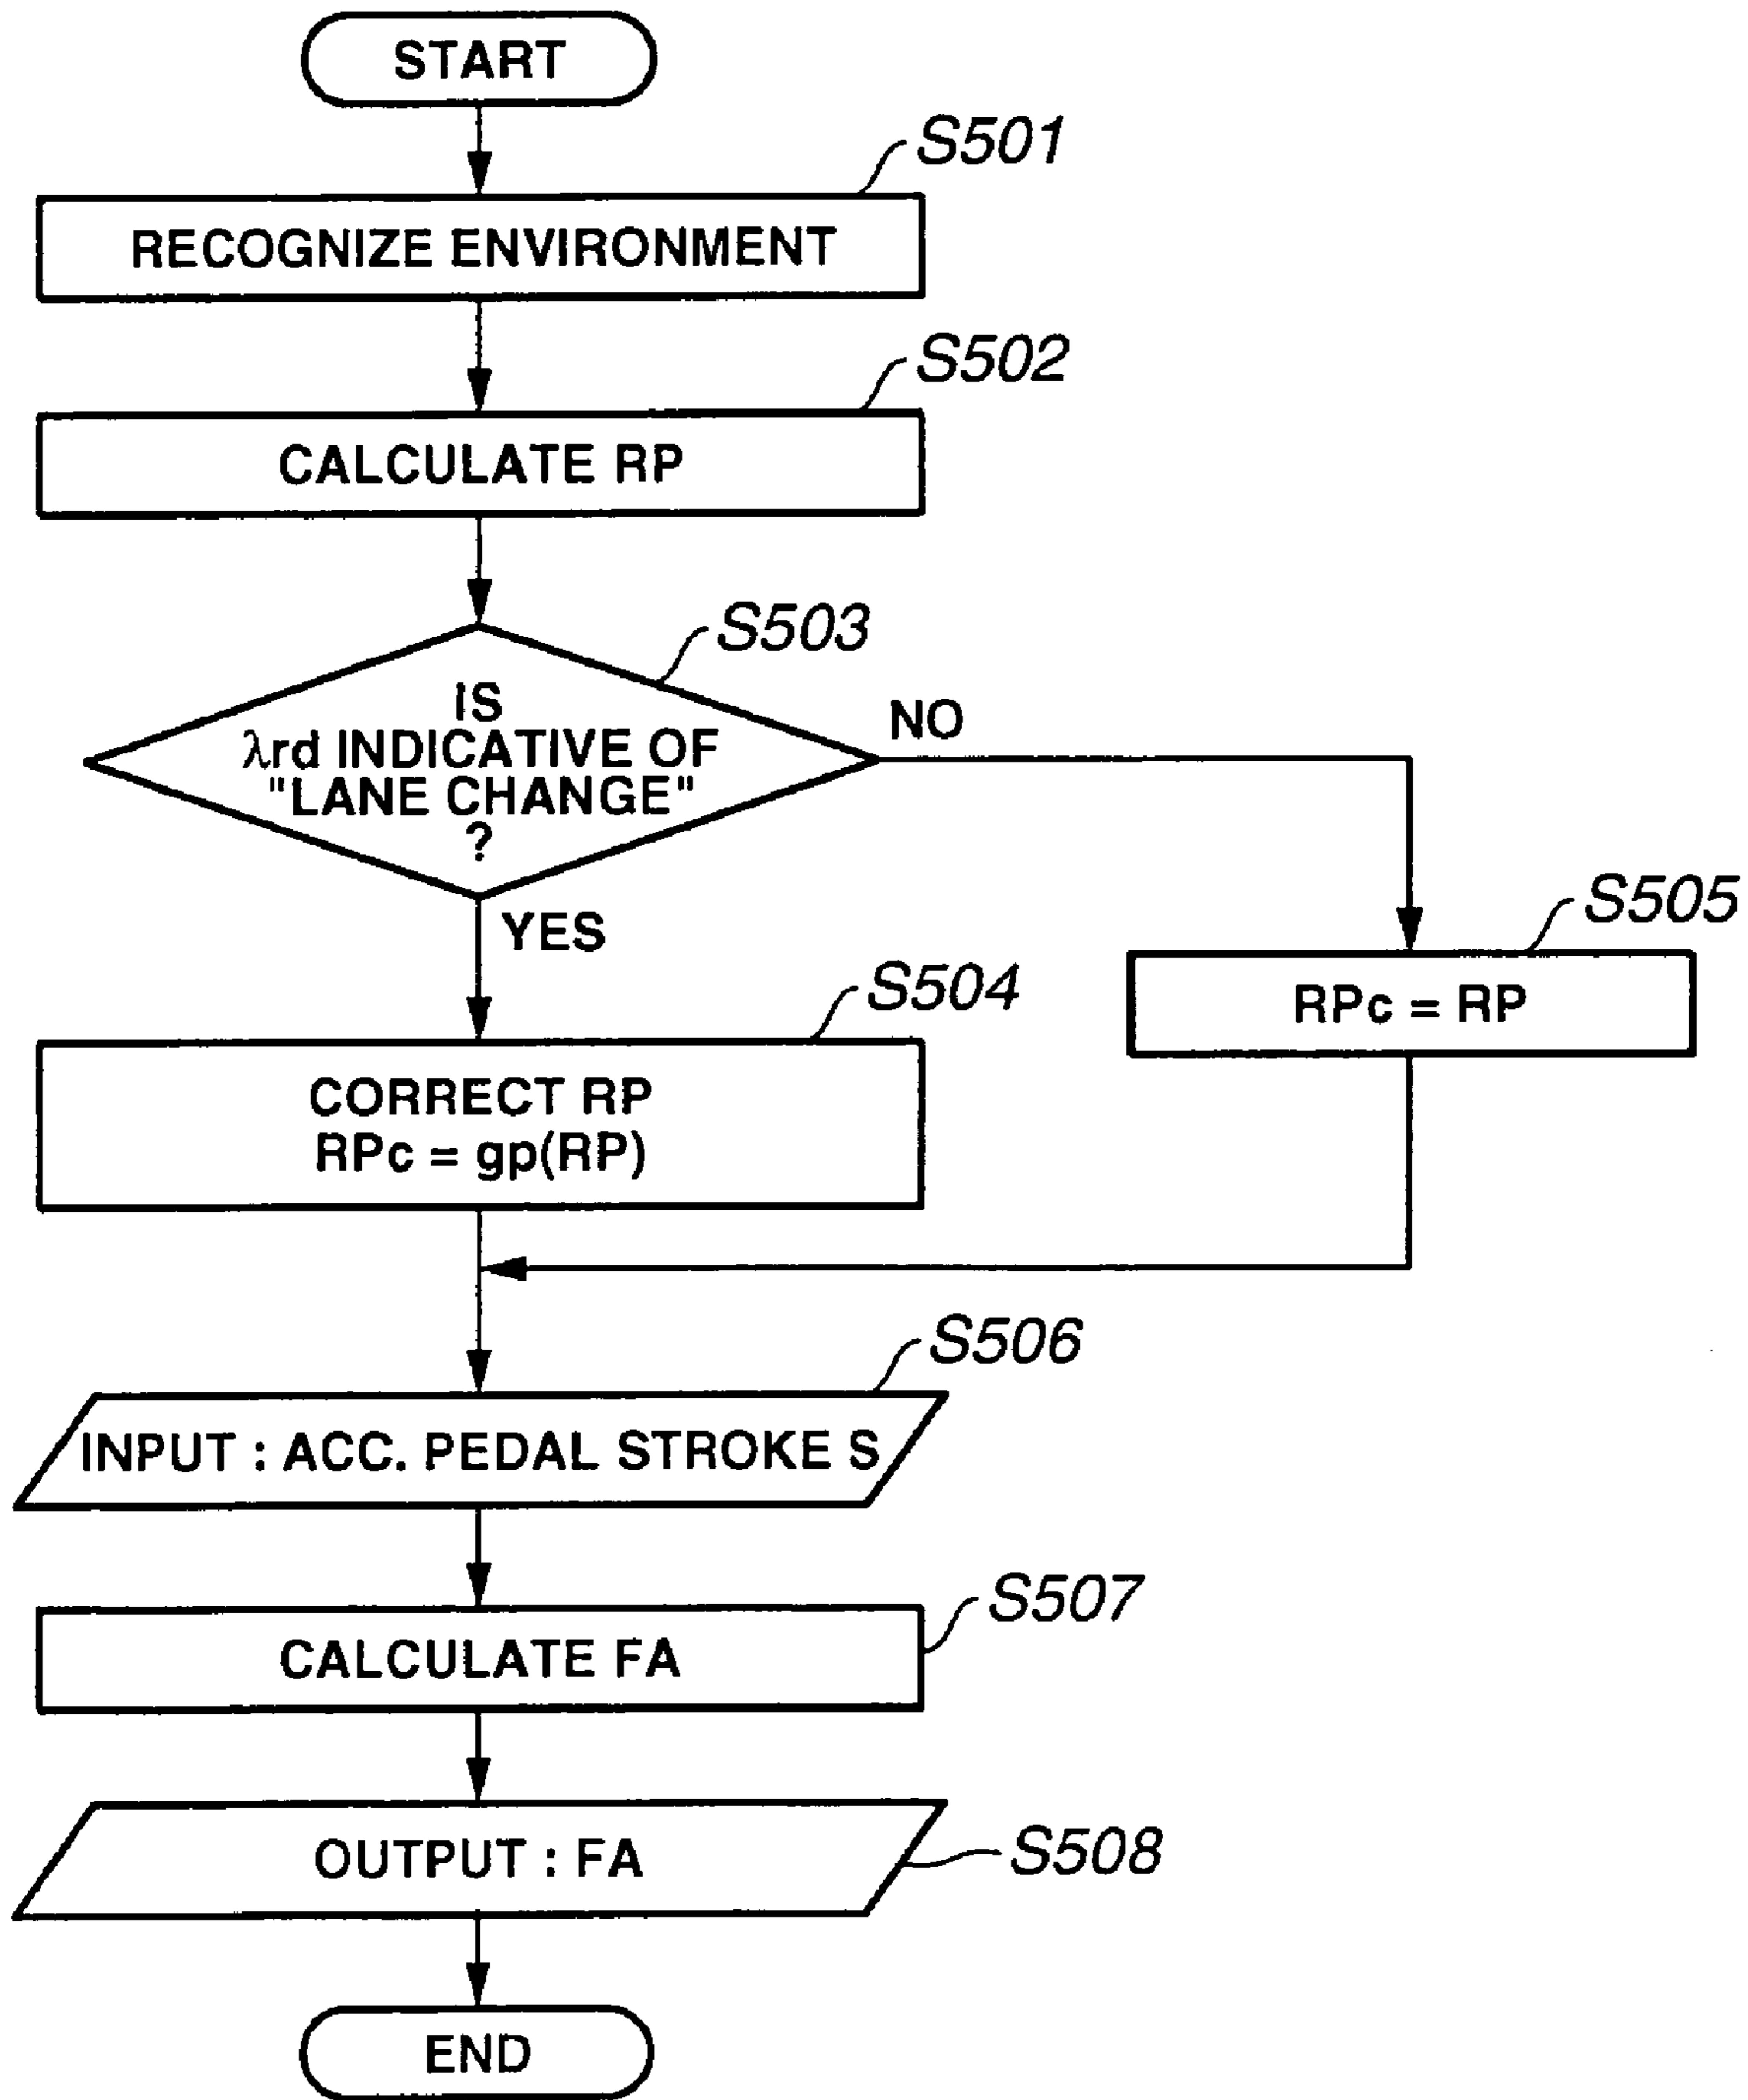 START
S501
RECOGNIZE ENVIRONMENT
S502
CALCULATE RP
S503
IS
λrd INDICATIVE OF
"LANE CHANGE"
?
NO
YES
S505
RPc = RP
S504
CORRECT RP
RPc = gp(RP)
S506
INPUT : ACC. PEDAL STROKE S
S507
CALCULATE FA
S508
OUTPUT : FA
END